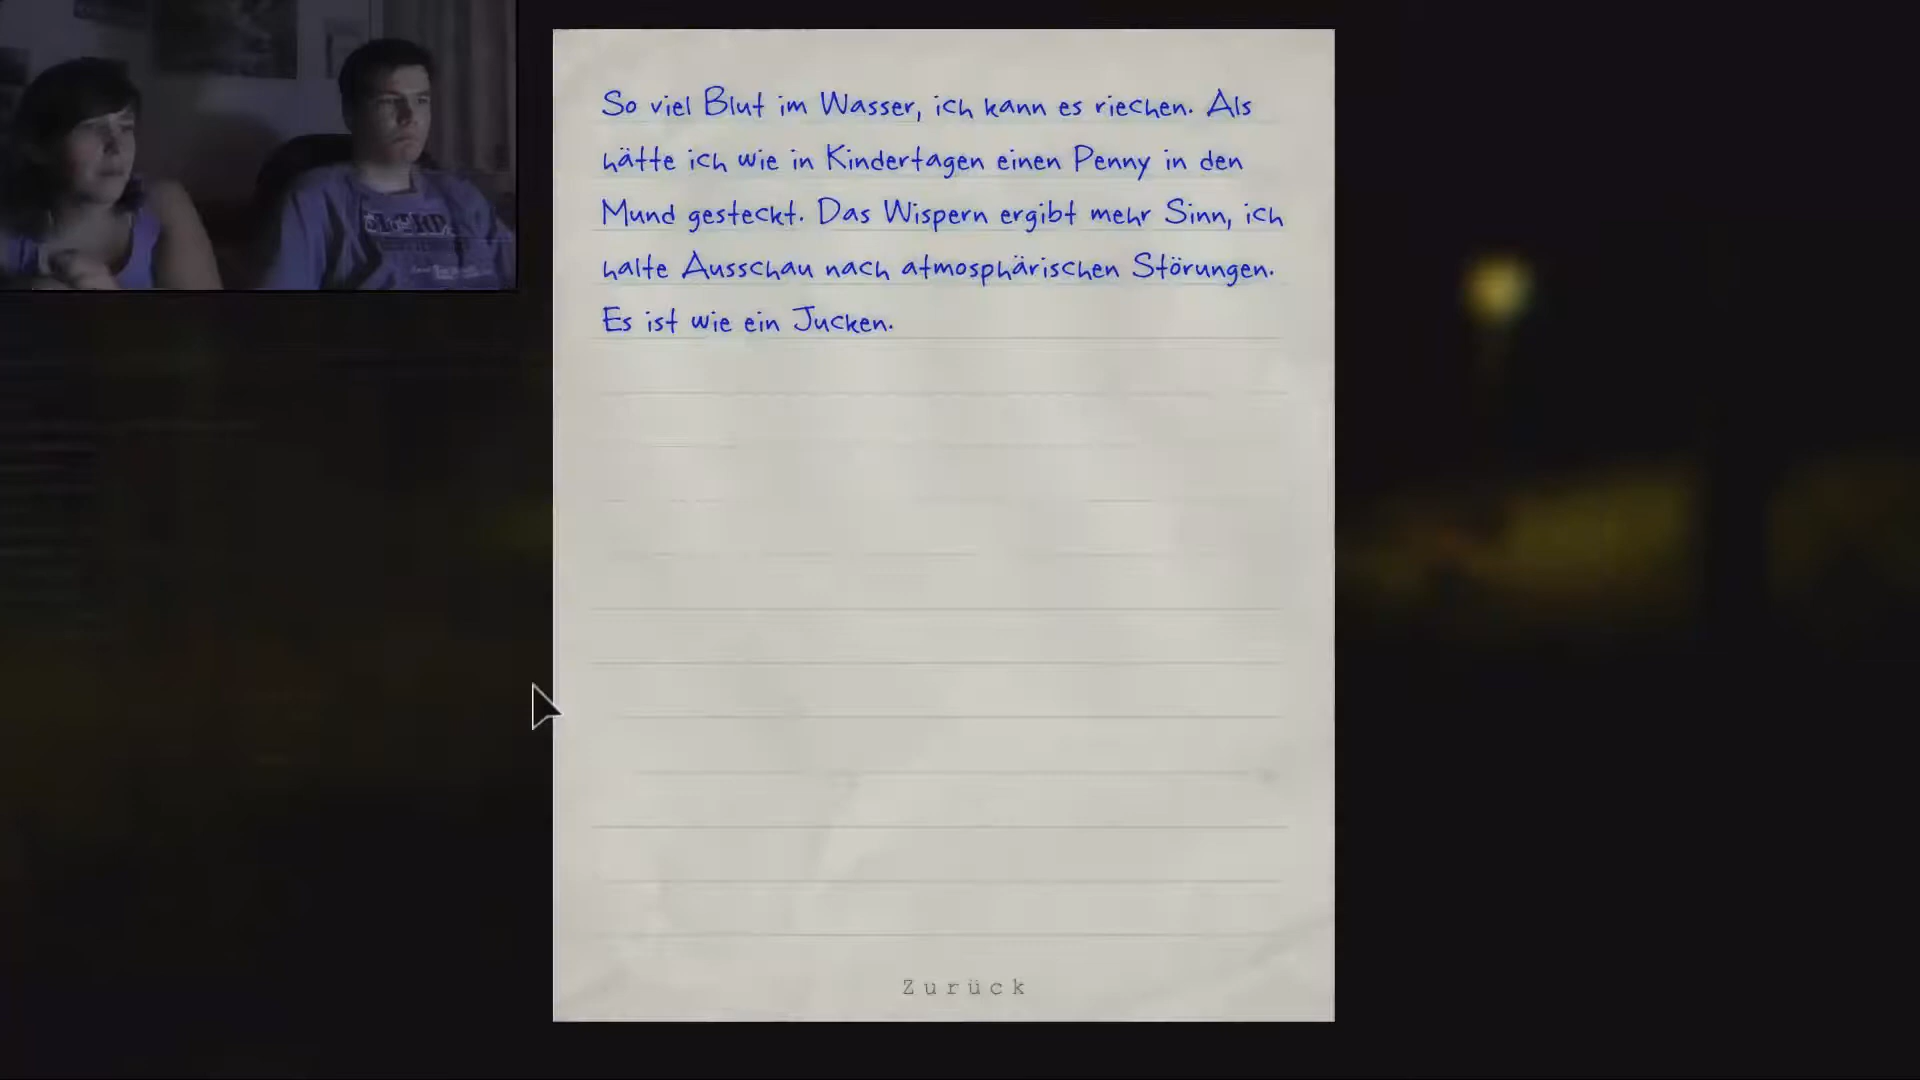 So viel Blut im Wasser, ich kann es riechen. Als
hätte ich wie in Kindertagen einen Penny in den
Mund gesteckt. Das Wispern ergibt mehr Sinn, ich
halte Ausschau nach atmosphärischen Störungen.
Es ist wie ein Jucken.
Zurück